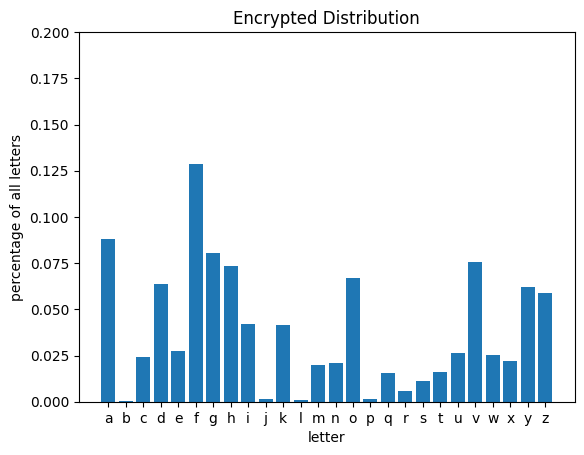 Encrypted Distribution
0.200
0.175
0.150
0.125
0.100
0.075
0.050
0.025
0.000
percentage of all letters
a b c d e f g h i j k l m n o p q r s t u v w x y z
letter